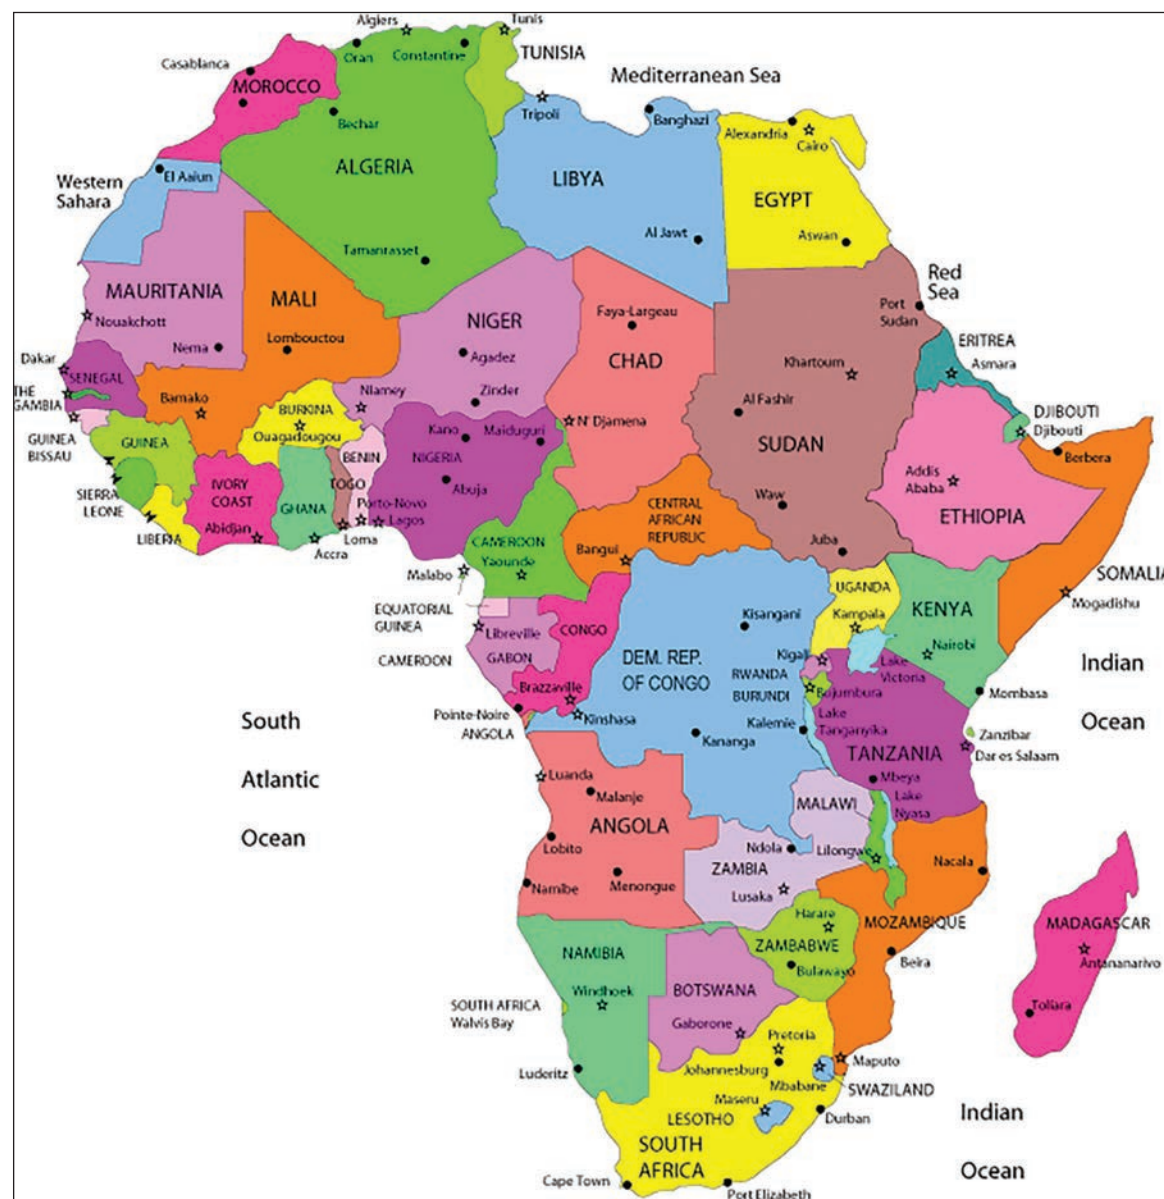 Algiers
Tunis
Oran
Constantine
TUNISIA
Casablanca
MOROCCO
Mediterranean Sea
Tripoli
Banghazi
Bechar
Alexandria
Cairo
ALGERIA
El Aaiun
LIBYA
Western
Sahara
EGYPT
Al Jawt
Aswan
Tamanrasset
Red
Sea
MAURITANIA
MALI
Port
Sudan
Nouakchott
NIGER
Faya-Largeau
Nema
Lombouctou
ERITREA
Dakar
Agadez
CHAD
Khartoum
Asmara
SENEGAL
THE
GAMBIA
Bamako
Niamey
Zinder
BURKINA
Al Fashir
DJIBOUTI
Djibouti
N' Djamena
Ouagadougou
Kano
Maiduguri
GUINEA
BISSAU
GUINEA
SUDAN
Berbera
BENIN
NIGERIA
Addis
Ababa
IVORY
COAST
TOGO
Abuja
SIERRA
LEONE
Waw
CENTRAL
AFRICAN
REPUBLIC
GHANA
Porto-Novo
ETHIOPIA
Abidjan
Lagos
LIBERIA
Loma
CAMEROON
Juba
Accra
Yaounde
Bangui
Malabo
SOMALIA
UGANDA
Mogadishu
EQUATORIAL
GUINEA
KENYA
Kisangani
Kampala
Libreville
CONGO
Nairobi
CAMEROON
GABON
DEM. REP.
OF CONGO
Kigali
Lake
Victoria
Indian
RWANDA
BURUNDI
Brazzaville
Bujumbura
Mombasa
South
Pointe-Noire
ANGOLA
Kinshasa
Kalemie
Lake
Tanganyika
Ocean
Kananga
Zanzibar
TANZANIA
Dar es Salaam
Atlantic
Luanda
Mbeya
Malanje
MALAWI
Lake
Nyasa
ANGOLA
Ocean
Lobito
Ndola
Lilongwe
Nacala
ZAMBIA
Namibe
Menongue
Lusaka
Harare
MOZAMBIQUE
MADAGASCAR
NAMIBIA
ZAMBABWE
Beira
Antananarivo
Bulawayo
Windhoek
BOTSWANA
SOUTH AFRICA
Walvis Bay
Toliara
Gaborone
Pretoria
Maputo
Luderitz
Johannesburg
Mbabane
SWAZILAND
Maseru
LESOTHO
Durban
Indian
SOUTH
AFRICA
Cape Town
Ocean
Port Elizabeth